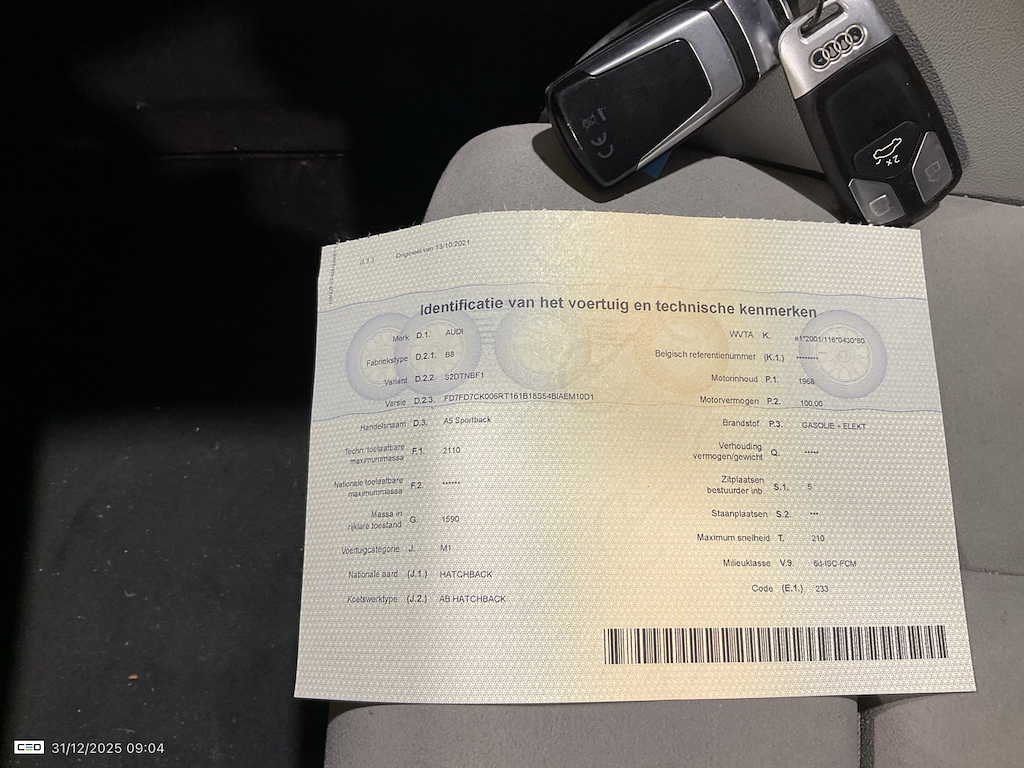 2x
(J.1.) Origineel van 13/10/2021
Identificatie van het voertuig en technische kenmerken
Merk D.1. AUDI
Fabriekstype D.2.1. B8
Variant D.2.2. S2DTNBF1
Versie D.2.3. FD7FD7CK006RT161B18S54BIAEM10D1
Handelsnaam D.3. A5 Sportback
Techn. toelaatbare
maximummassa F.1. 2110
Nationale toelaatbare
maximummassa F.2. ******
Massa in
rijklare toestand G. 1590
Voertuigcategorie J. M1
Nationale aard (J.1.) HATCHBACK
Koetswerktype (J.2.) AB HATCHBACK
WVTA K. e1*2001/116*0430*80
Belgisch referentienummer (K.1.) ********
Motorinhoud P.1. 1968
Motorvermogen P.2. 100.00
Brandstof P.3. GASOLIE + ELEKT
Verhouding
vermogen/gewicht Q. *****
Zitplaatsen
bestuurder inb. S.1. 5
Staanplaatsen S.2. ***
Maximum snelheid T. 210
Milieuklasse V.9. 6d-ISC-FCM
Code (E.1.) 233
CEO 31/12/2025 09:04